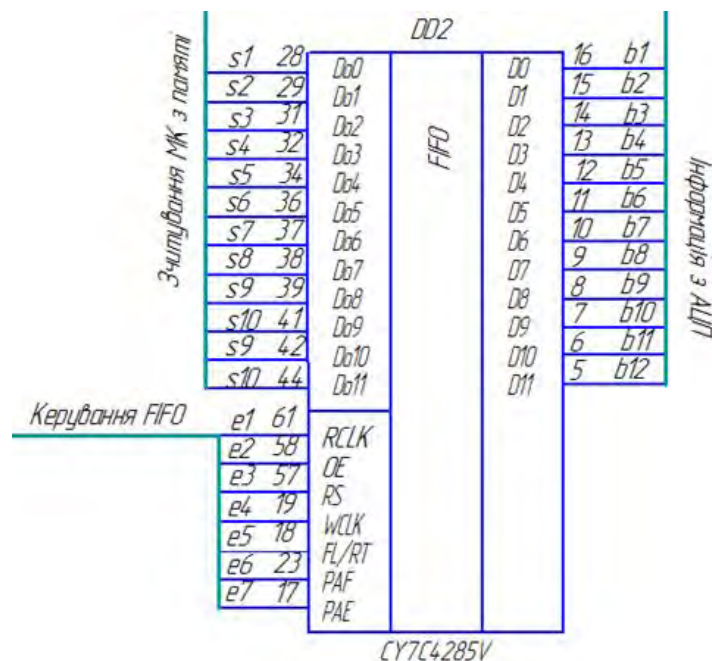 DD2
Зчитування МК з памяті
s1 28 Do0
s2 29 Do1
s3 31 Do2
s4 32 Do3
s5 34 Do4
s6 36 Do5
s7 37 Do6
s8 38 Do7
s9 39 Do8
s10 41 Do9
s9 42 Do10
s10 44 Do11
FIFO
D0 16 b1
D1 15 b2
D2 14 b3
D3 13 b4
D4 12 b5
D5 11 b6
D6 10 b7
D7 9 b8
D8 8 b9
D9 7 b10
D10 6 b11
D11 5 b12
Інформація з АЦП
Керування FIFO
e1 61 RCLK
e2 58 OE
e3 57 RS
e4 19 WCLK
e5 18 FL/RT
e6 23 PAF
e7 17 PAE
CY7C4285V